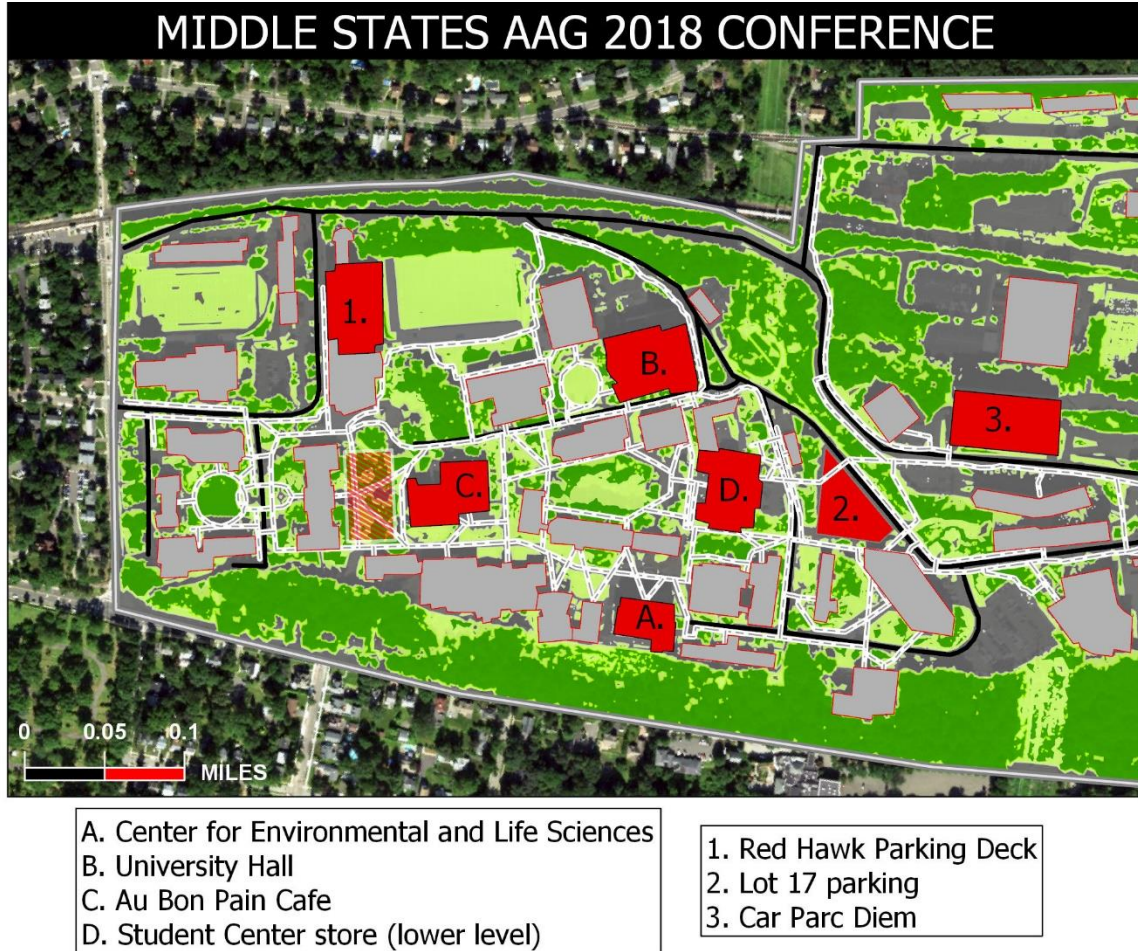 MIDDLE STATES AAG 2018 CONFERENCE
1.
B.
3.
C.
D.
2.
A.
0 0.05 0.1
MILES
A. Center for Environmental and Life Sciences
B. University Hall
C. Au Bon Pain Cafe
D. Student Center store (lower level)
1. Red Hawk Parking Deck
2. Lot 17 parking
3. Car Parc Diem